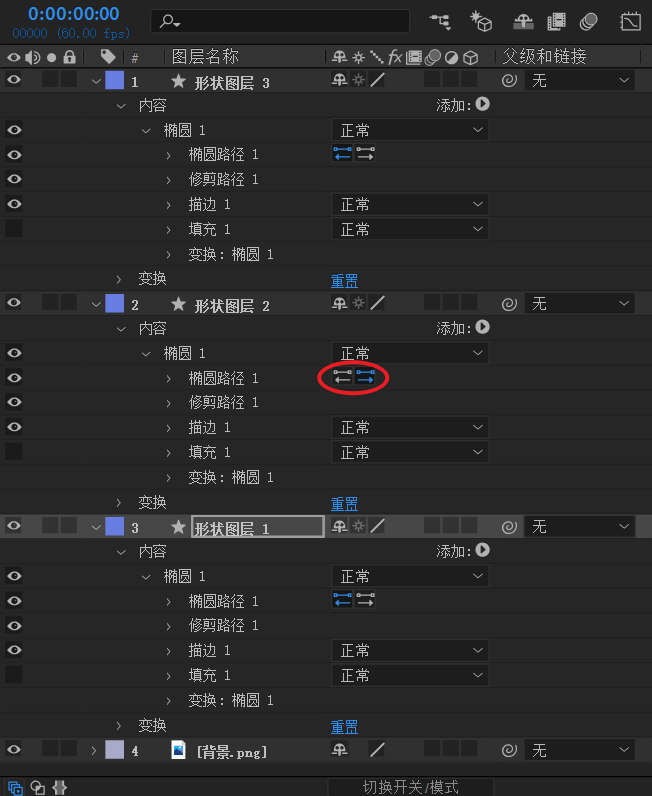 0:00:00:00
00000 (60.00 fps)
# 图层名称 fx 父级和链接
1 形状图层 3 无
内容 添加:
椭圆 1 正常
椭圆路径 1
修剪路径 1
描边 1 正常
填充 1 正常
变换: 椭圆 1
变换 重置
2 形状图层 2 无
内容 添加:
椭圆 1 正常
椭圆路径 1
修剪路径 1
描边 1 正常
填充 1 正常
变换: 椭圆 1
变换 重置
3 形状图层 1 无
内容 添加:
椭圆 1 正常
椭圆路径 1
修剪路径 1
描边 1 正常
填充 1 正常
变换: 椭圆 1
变换 重置
4 [背景.png] 无
切换开关/模式